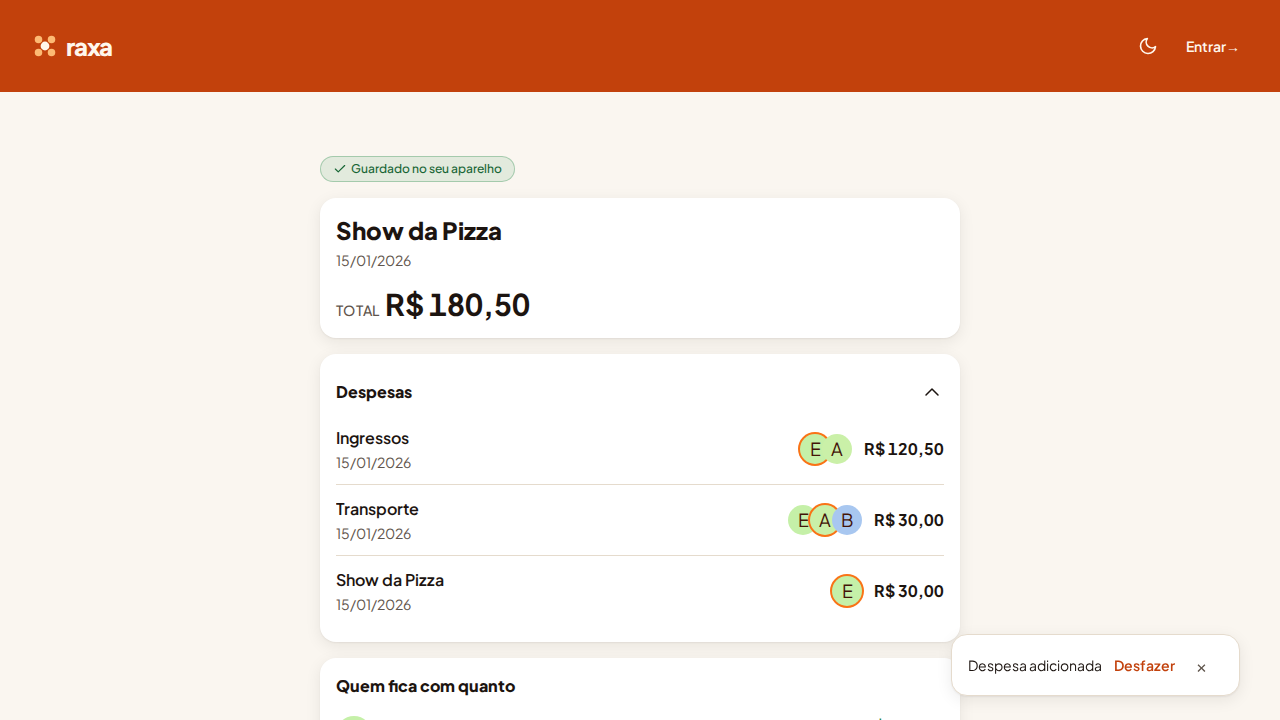 raxa
Entrar→
Guardado no seu aparelho
Show da Pizza
15/01/2026
TOTAL R$ 180,50
Despesas
Ingressos
15/01/2026
E A R$ 120,50
Transporte
15/01/2026
E A B R$ 30,00
Show da Pizza
15/01/2026
E R$ 30,00
Despesa adicionada Desfazer ×
Quem fica com quanto